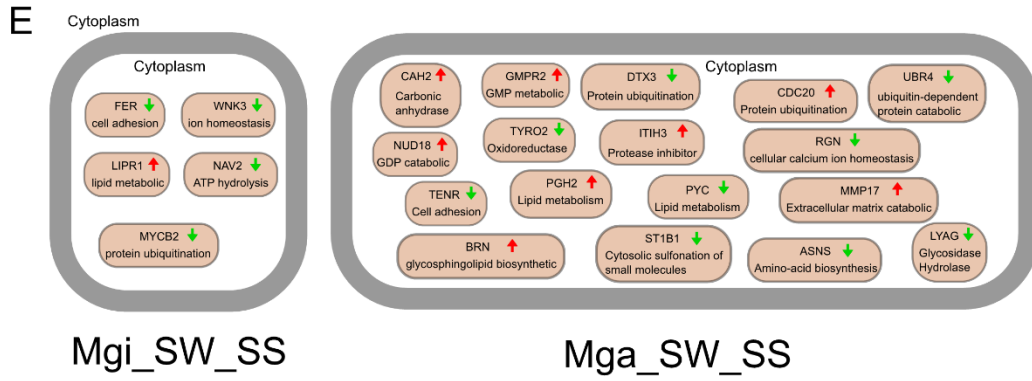 E
Cytoplasm
Cytoplasm
FER
cell adhesion
WNK3
ion homeostasis
LIPR1
lipid metabolic
NAV2
ATP hydrolysis
MYCB2
protein ubiquitination
Mgi_SW_SS
Cytoplasm
CAH2
Carbonic
anhydrase
GMPR2
GMP metabolic
DTX3
Protein ubiquitination
CDC20
Protein ubiquitination
UBR4
ubiquitin-dependent
protein catabolic
NUD18
GDP catabolic
TYRO2
Oxidoreductase
ITIH3
Protease inhibitor
RGN
cellular calcium ion homeostasis
TENR
Cell adhesion
PGH2
Lipid metabolism
PYC
Lipid metabolism
MMP17
Extracellular matrix catabolic
BRN
glycosphingolipid biosynthetic
ST1B1
Cytosolic sulfonation of
small molecules
ASNS
Amino-acid biosynthesis
LYAG
Glycosidase
Hydrolase
Mga_SW_SS